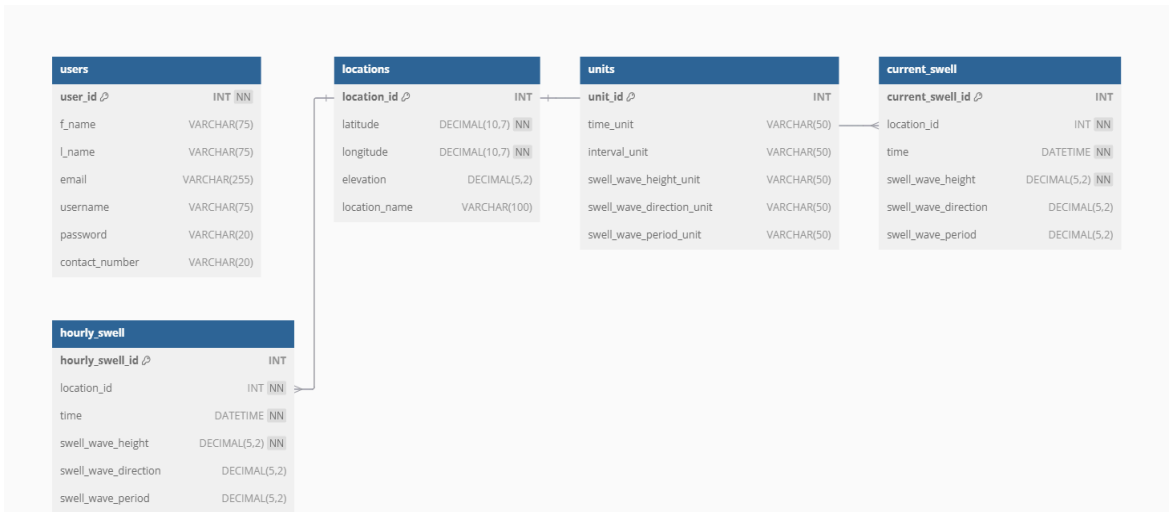 users
user_id INT NN
f_name VARCHAR(75)
l_name VARCHAR(75)
email VARCHAR(255)
username VARCHAR(75)
password VARCHAR(20)
contact_number VARCHAR(20)
locations
location_id INT
latitude DECIMAL(10,7) NN
longitude DECIMAL(10,7) NN
elevation DECIMAL(5,2)
location_name VARCHAR(100)
units
unit_id INT
time_unit VARCHAR(50)
interval_unit VARCHAR(50)
swell_wave_height_unit VARCHAR(50)
swell_wave_direction_unit VARCHAR(50)
swell_wave_period_unit VARCHAR(50)
current_swell
current_swell_id INT
location_id INT NN
time DATETIME NN
swell_wave_height DECIMAL(5,2) NN
swell_wave_direction DECIMAL(5,2)
swell_wave_period DECIMAL(5,2)
hourly_swell
hourly_swell_id INT
location_id INT NN
time DATETIME NN
swell_wave_height DECIMAL(5,2) NN
swell_wave_direction DECIMAL(5,2)
swell_wave_period DECIMAL(5,2)